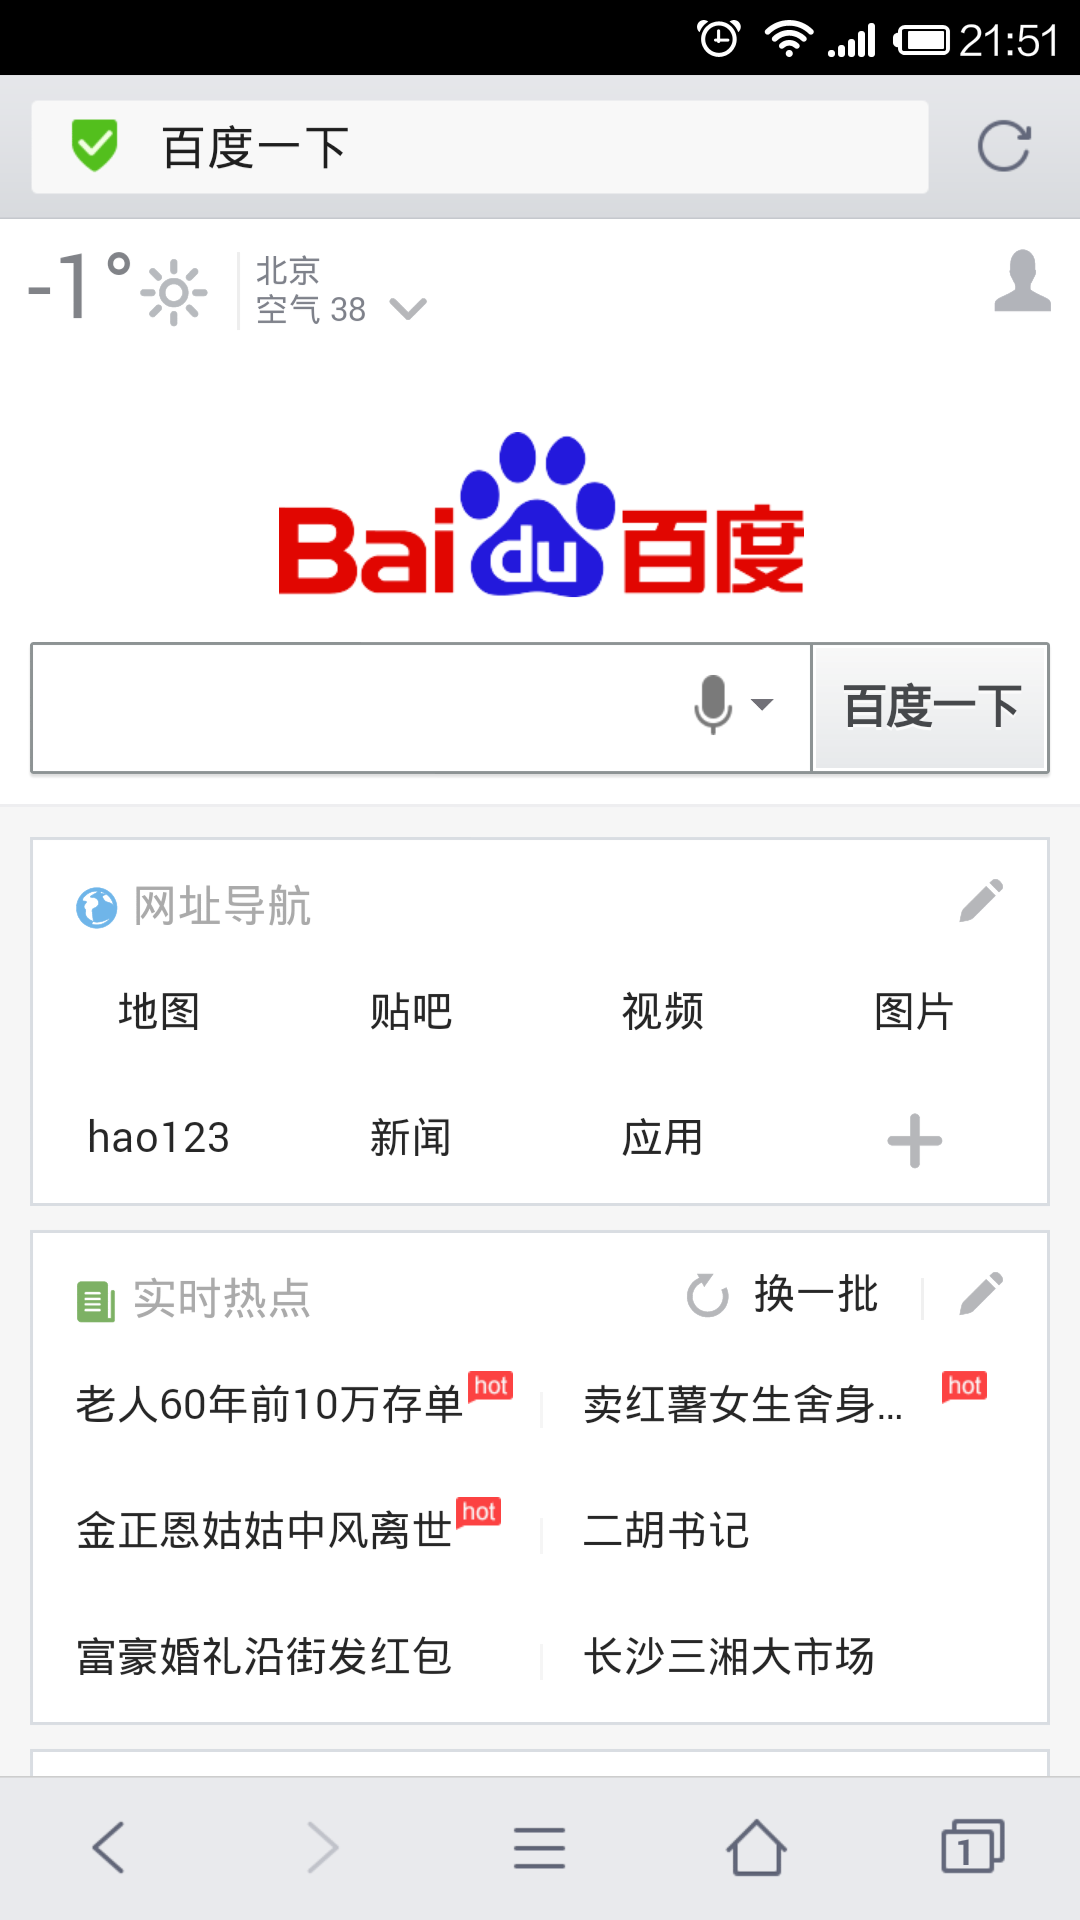 21:51
百度一下
-1°
北京
空气 38
Bai du 百度
百度一下
网址导航
地图 贴吧 视频 图片
hao123 新闻 应用
实时热点 换一批
老人60年前10万存单 hot 卖红薯女生舍身... hot
金正恩姑姑中风离世 hot 二胡书记
富豪婚礼沿街发红包 长沙三湘大市场
1